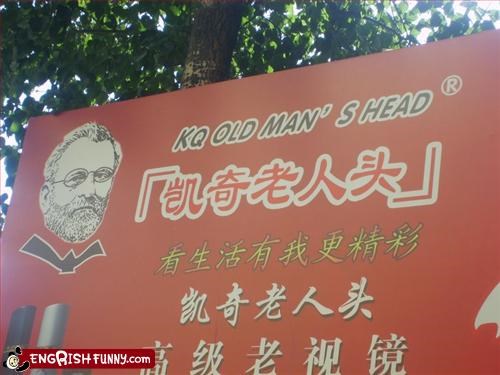 KQ OLD MAN'S HEAD ®
「凯奇老人头」
看生活有我更精彩
凯奇老人头
高级老视镜
ENGRISH FUNNY.com